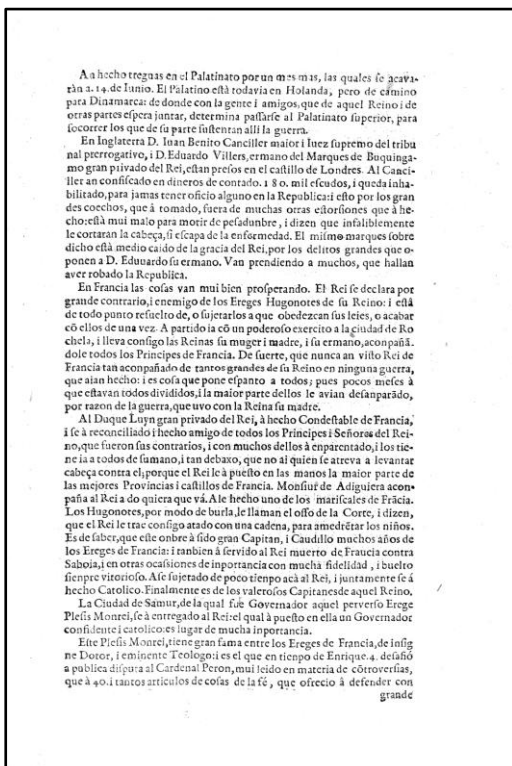 An hecho treguas en el Palatinato por un mes mas, las quales se acava-
ràn a. 14. de Iunio. El Palatino està todavia en Holanda, pero de camino
para Dinamarca: de donde con la gente i amigos, que de aquel Reino i de
otras partes espera juntar, determina passarse al Palatinato superior, para
socorrer los que de su parte sustentan alli la guerra.
En Inglaterra D. Iuan Benito Canciller maior i Iuez supremo del tribu
nal prerrogativo, i D. Eduardo Villers, ermano del Marques de Buquinga-
mo gran privado del Rei, estan presos en el castillo de Londres. Al Canci-
ller an confiscado en dineros de contado. 180. mil escudos, i queda inha-
bilitado, para jamas tener oficio alguno en la Republica: i esto por los gran
des coechos, que à tomado, fuera de muchas otras estorsiones que à he-
cho: està mui malo para morir de pesadunbre, i dizen que infaliblemente
le cortaran la cabeça, si escapa de la enfermedad. El mismo marques sobre
dicho està medio caido de la gracia del Rei, por los delitos grandes que o-
ponen a D. Eduuardo su ermano. Van prendiendo a muchos, que hallan
aver robado la Republica.
En Francia las cosas van mui bien prosperando. El Rei se declara por
grande contrario, i enemigo de los Ereges Hugonotes de su Reino: i està
de todo punto resuelto de, o sujetarlos a que obedezcan sus leies, o acabar
cõ ellos de una vez. A partido ia cõ un poderoso exercito a la ciudad de Ro
chela, i lleva consigo las Reinas su muger i madre, i su ermano, aconpañã.
dole todos los Principes de Francia. De suerte, que nunca an visto Rei de
Francia tan aconpañado de tantos grandes de su Reino en ninguna guerra,
que aian hecho: i es cosa que pone espanto a todos; pues pocos meses à
que estavan todos divididos, i la maior parte dellos le avian desanparàdo,
por razon de la guerra, que uvo con la Reina su madre.
Al Duque Luyn gran privado del Rei, à hecho Condestable de Francia,
i se à reconciliado i hecho amigo de todos los Principes i Señores del Rei-
no, que fueron sus contrarios, i con muchos dellos à enparentado, i los tie-
ne ia a todos de su mano, i tan debaxo, que no ai quien se atreva a levantar
cabeça contra el; porque el Rei le à puesto en las manos la maior parte de
las mejores Provincias i castillos de Francia. Monsiur de Adiguiera acon-
paña al Rei a do quiera que vá. Ale hecho uno de los mariscales de Frãcia.
Los Hugonotes, por modo de burla, le llaman el osso de la Corte, i dizen,
que el Rei le trae consigo atado con una cadena, para amedrẽtar los niños.
Es de saber, que este onbre à sido gran Capitan, i Caudillo muchos años de
los Ereges de Francia: i tanbien à servido al Rei muerto de Francia contra
Saboia, i en otras ocassiones de inportancia con mucha fidelidad, i buelto
sienpre vitorioso. Ase sujetado de poco tienpo acà al Rei, i juntamente se á
hecho Catolico. Finalmente es de los valerosos Capitanes de aquel Reino.
La Ciudad de Samur, de la qual fue Governador aquel perverso Erege
Plesis Monrei, se à entregado al Rei: el qual à puesto en ella un Governador
confidente i catolico: es lugar de mucha inportancia.
Este Plesis Monrei, tiene gran fama entre los Ereges de Francia, de insig
ne Dotor, i eminente Teologo: i es el que en tienpo de Enrique. 4. desafiò
a publica disputa al Cardenal Peron, mui leido en materia de cõtroversias,
que à 40. i tantos articulos de cosas de la fé, que ofrecio à defender con
grande